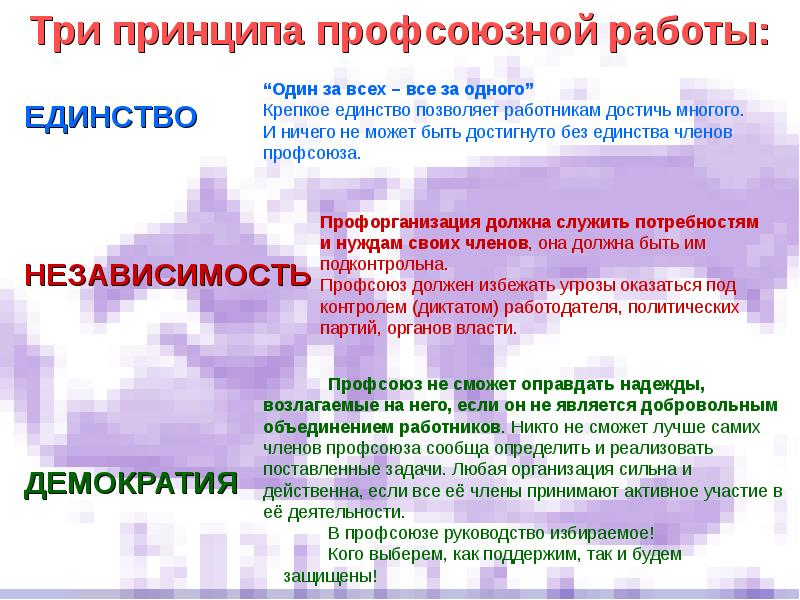 Три принципа профсоюзной работы:
ЕДИНСТВО
“Один за всех – все за одного”
Крепкое единство позволяет работникам достичь многого.
И ничего не может быть достигнуто без единства членов
профсоюза.
НЕЗАВИСИМОСТЬ
Профорганизация должна служить потребностям
и нуждам своих членов, она должна быть им
подконтрольна.
Профсоюз должен избежать угрозы оказаться под
контролем (диктатом) работодателя, политических
партий, органов власти.
ДЕМОКРАТИЯ
Профсоюз не сможет оправдать надежды,
возлагаемые на него, если он не является добровольным
объединением работников. Никто не сможет лучше самих
членов профсоюза сообща определить и реализовать
поставленные задачи. Любая организация сильна и
действенна, если все её члены принимают активное участие в
её деятельности.
В профсоюзе руководство избираемое!
Кого выберем, как поддержим, так и будем
защищены!